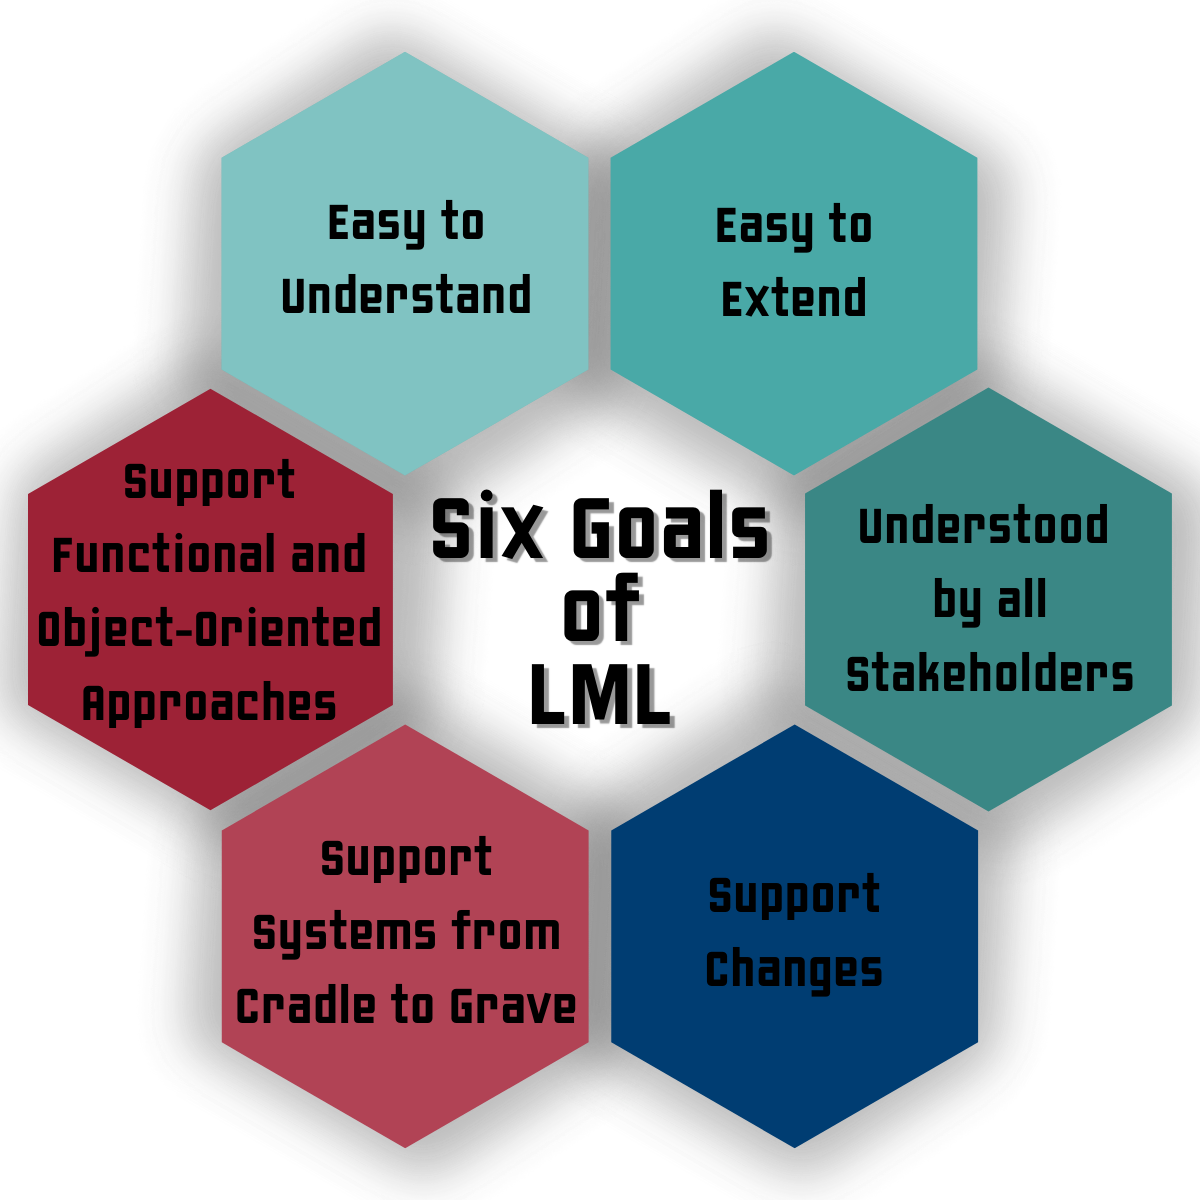 Easy to
Understand
Easy to
Extend
Support
Functional and
Object-Oriented
Approaches
Six Goals
of
LML
Understood
by all
Stakeholders
Support
Systems from
Cradle to Grave
Support
Changes